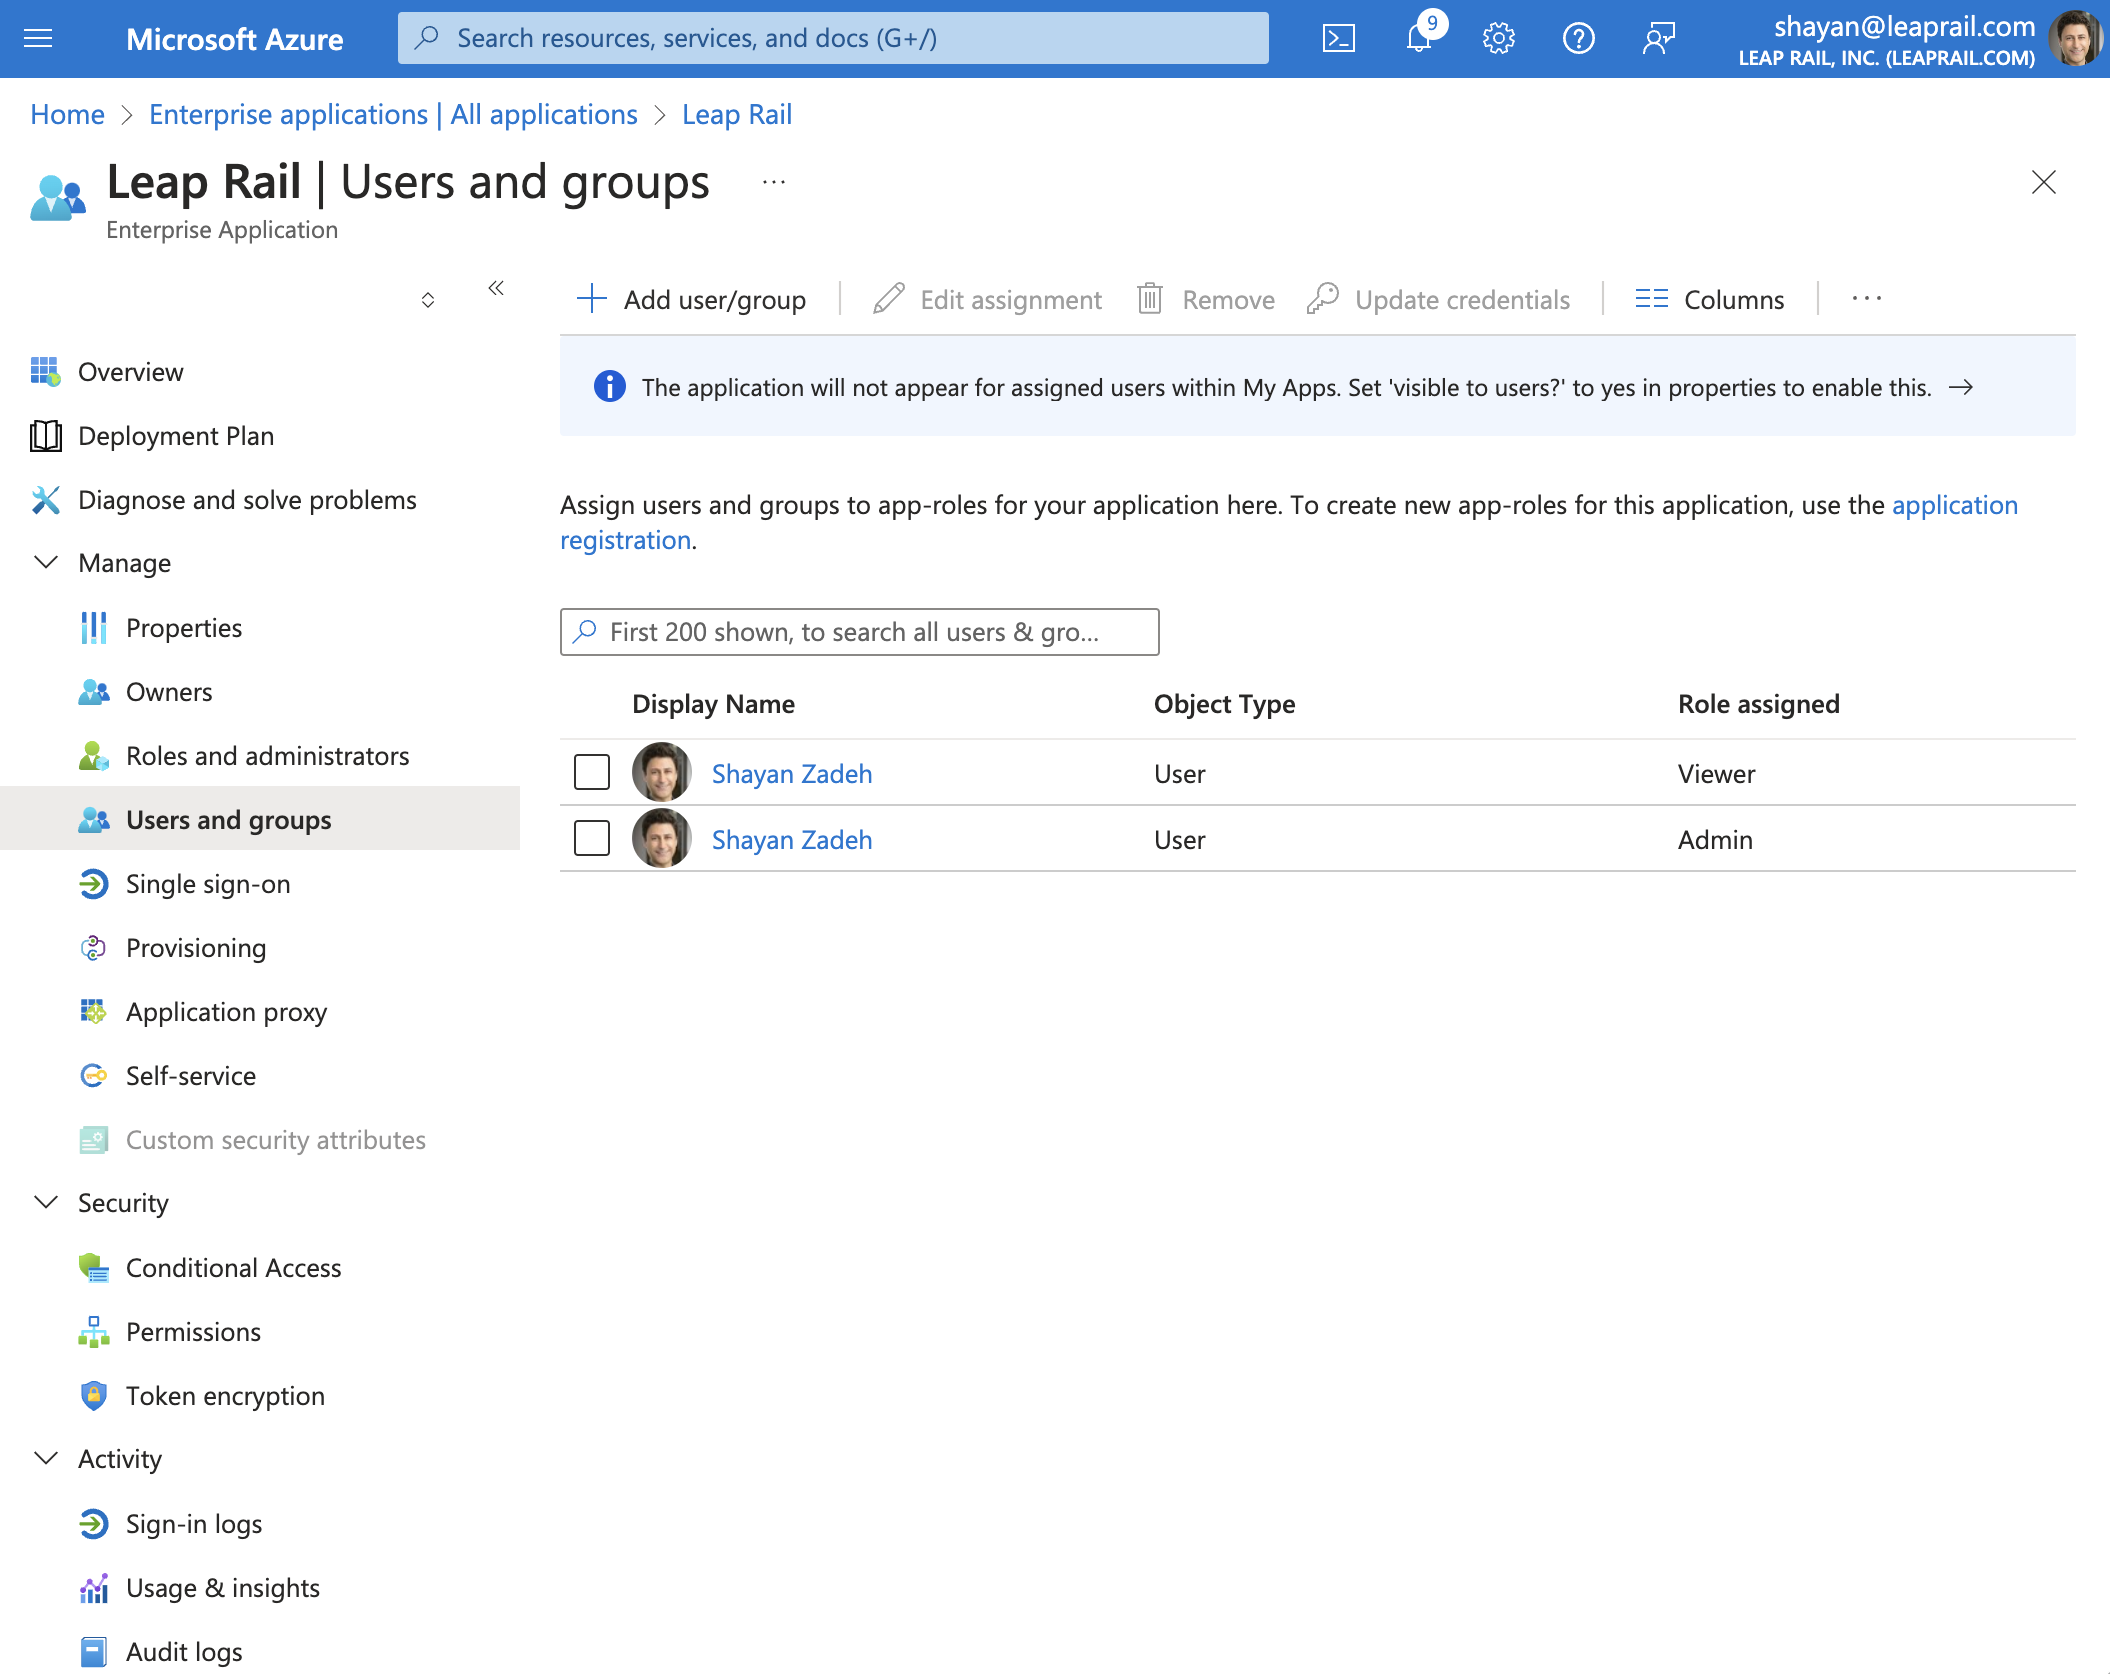 Microsoft Azure
Search resources, services, and docs (G+/)
9
shayan@leaprail.com
LEAP RAIL, INC. (LEAPRAIL.COM)
Home > Enterprise applications | All applications > Leap Rail
Leap Rail | Users and groups ...
Enterprise Application
Overview
Deployment Plan
Diagnose and solve problems
Manage
Properties
Owners
Roles and administrators
Users and groups
Single sign-on
Provisioning
Application proxy
Self-service
Custom security attributes
Security
Conditional Access
Permissions
Token encryption
Activity
Sign-in logs
Usage & insights
Audit logs
Add user/group Edit assignment Remove Update credentials Columns ...
The application will not appear for assigned users within My Apps. Set 'visible to users?' to yes in properties to enable this. →
Assign users and groups to app-roles for your application here. To create new app-roles for this application, use the application
registration.
First 200 shown, to search all users & gro...
Display Name Object Type Role assigned
Shayan Zadeh User Viewer
Shayan Zadeh User Admin